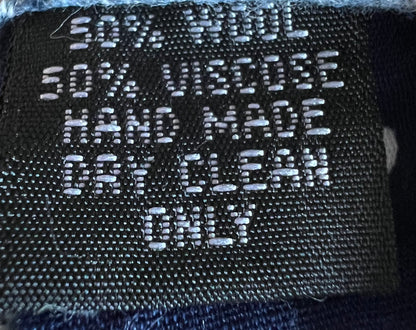 50% WOOL
50% VISCOSE
HAND MADE
DRY CLEAN
ONLY